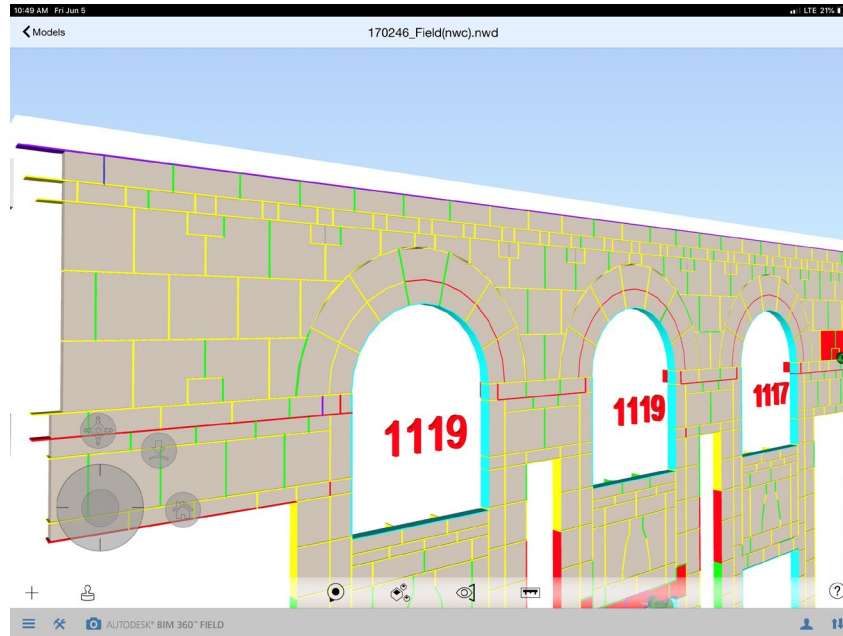 10:49 AM Fri Jun 5
LTE 21%
Models
170246_Field(nwc).nwd
1119
1119
1117
?
AUTODESK® BIM 360™ FIELD